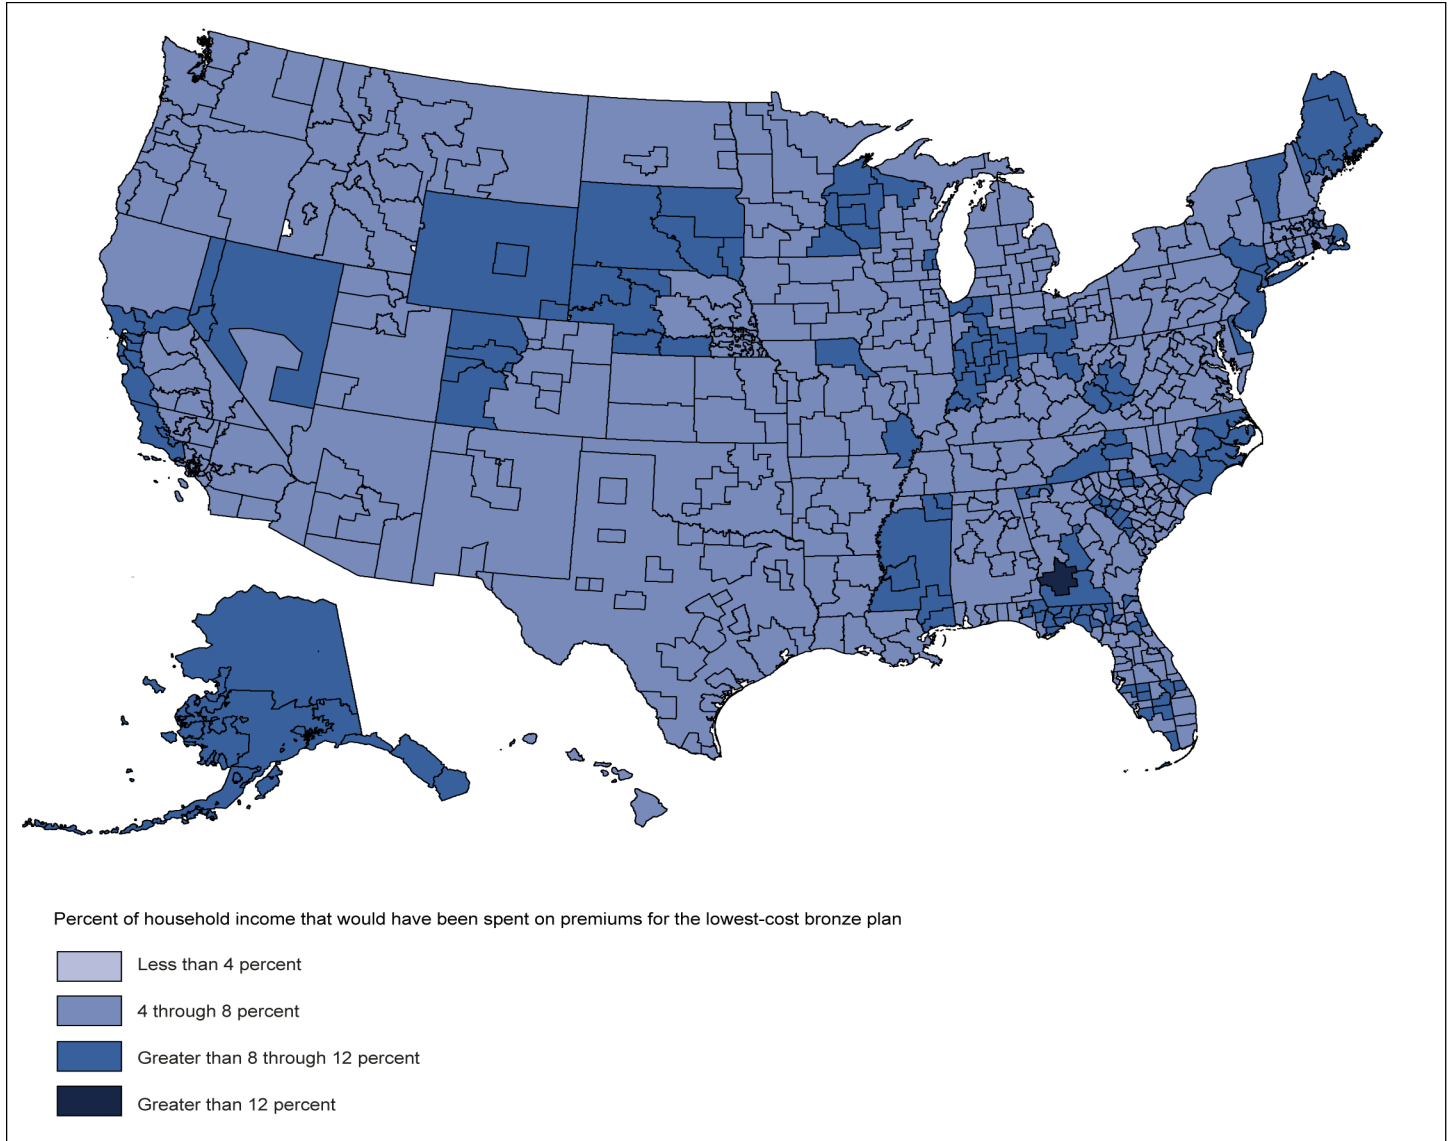 Percent of household income that would have been spent on premiums for the lowest-cost bronze plan
Less than 4 percent
4 through 8 percent
Greater than 8 through 12 percent
Greater than 12 percent